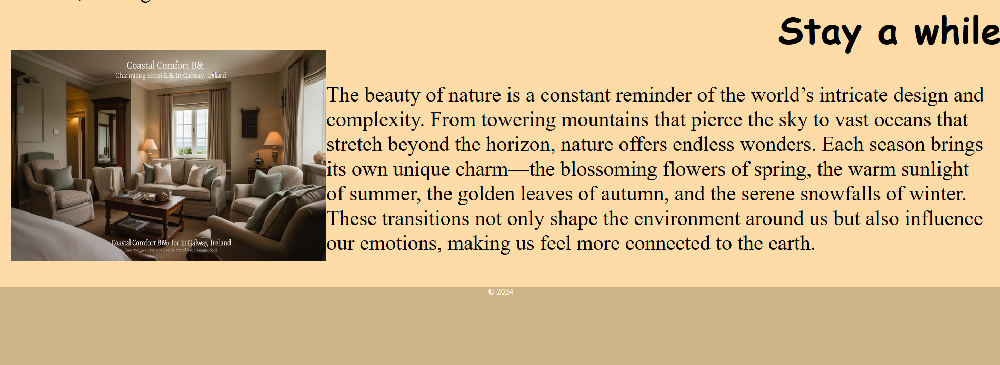 Stay a while
Coastal Comfort B&
Charmiring Hotel & & in Galway,
The beauty of nature is a constant reminder of the world’s intricate design and
complexity. From towering mountains that pierce the sky to vast oceans that
stretch beyond the horizon, nature offers endless wonders. Each season brings
its own unique charm—the blossoming flowers of spring, the warm sunlight
of summer, the golden leaves of autumn, and the serene snowfalls of winter.
These transitions not only shape the environment around us but also influence
our emotions, making us feel more connected to the earth.
Coastal Comfort for in Galway, Ireland
© 2024